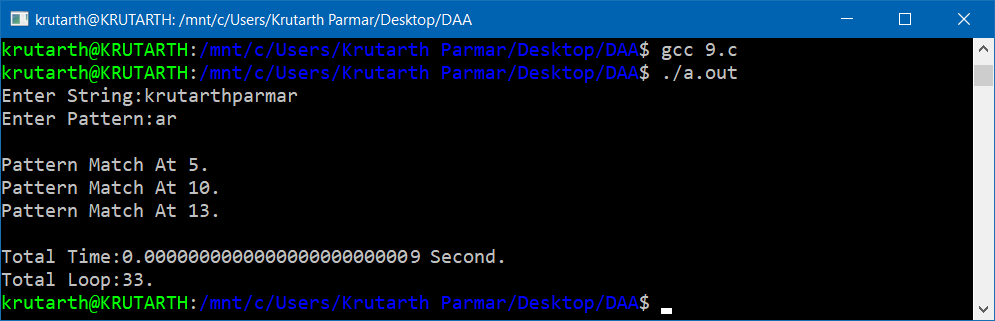 krutarth@KRUTARTH: /mnt/c/Users/Krutarth Parmar/Desktop/DAA
krutarth@KRUTARTH:/mnt/c/Users/Krutarth Parmar/Desktop/DAA$ gcc 9.c
krutarth@KRUTARTH:/mnt/c/Users/Krutarth Parmar/Desktop/DAA$ ./a.out
Enter String:krutarthparmar
Enter Pattern:ar
Pattern Match At 5.
Pattern Match At 10.
Pattern Match At 13.
Total Time:0.0000000000000000000000009 Second.
Total Loop:33.
krutarth@KRUTARTH:/mnt/c/Users/Krutarth Parmar/Desktop/DAA$